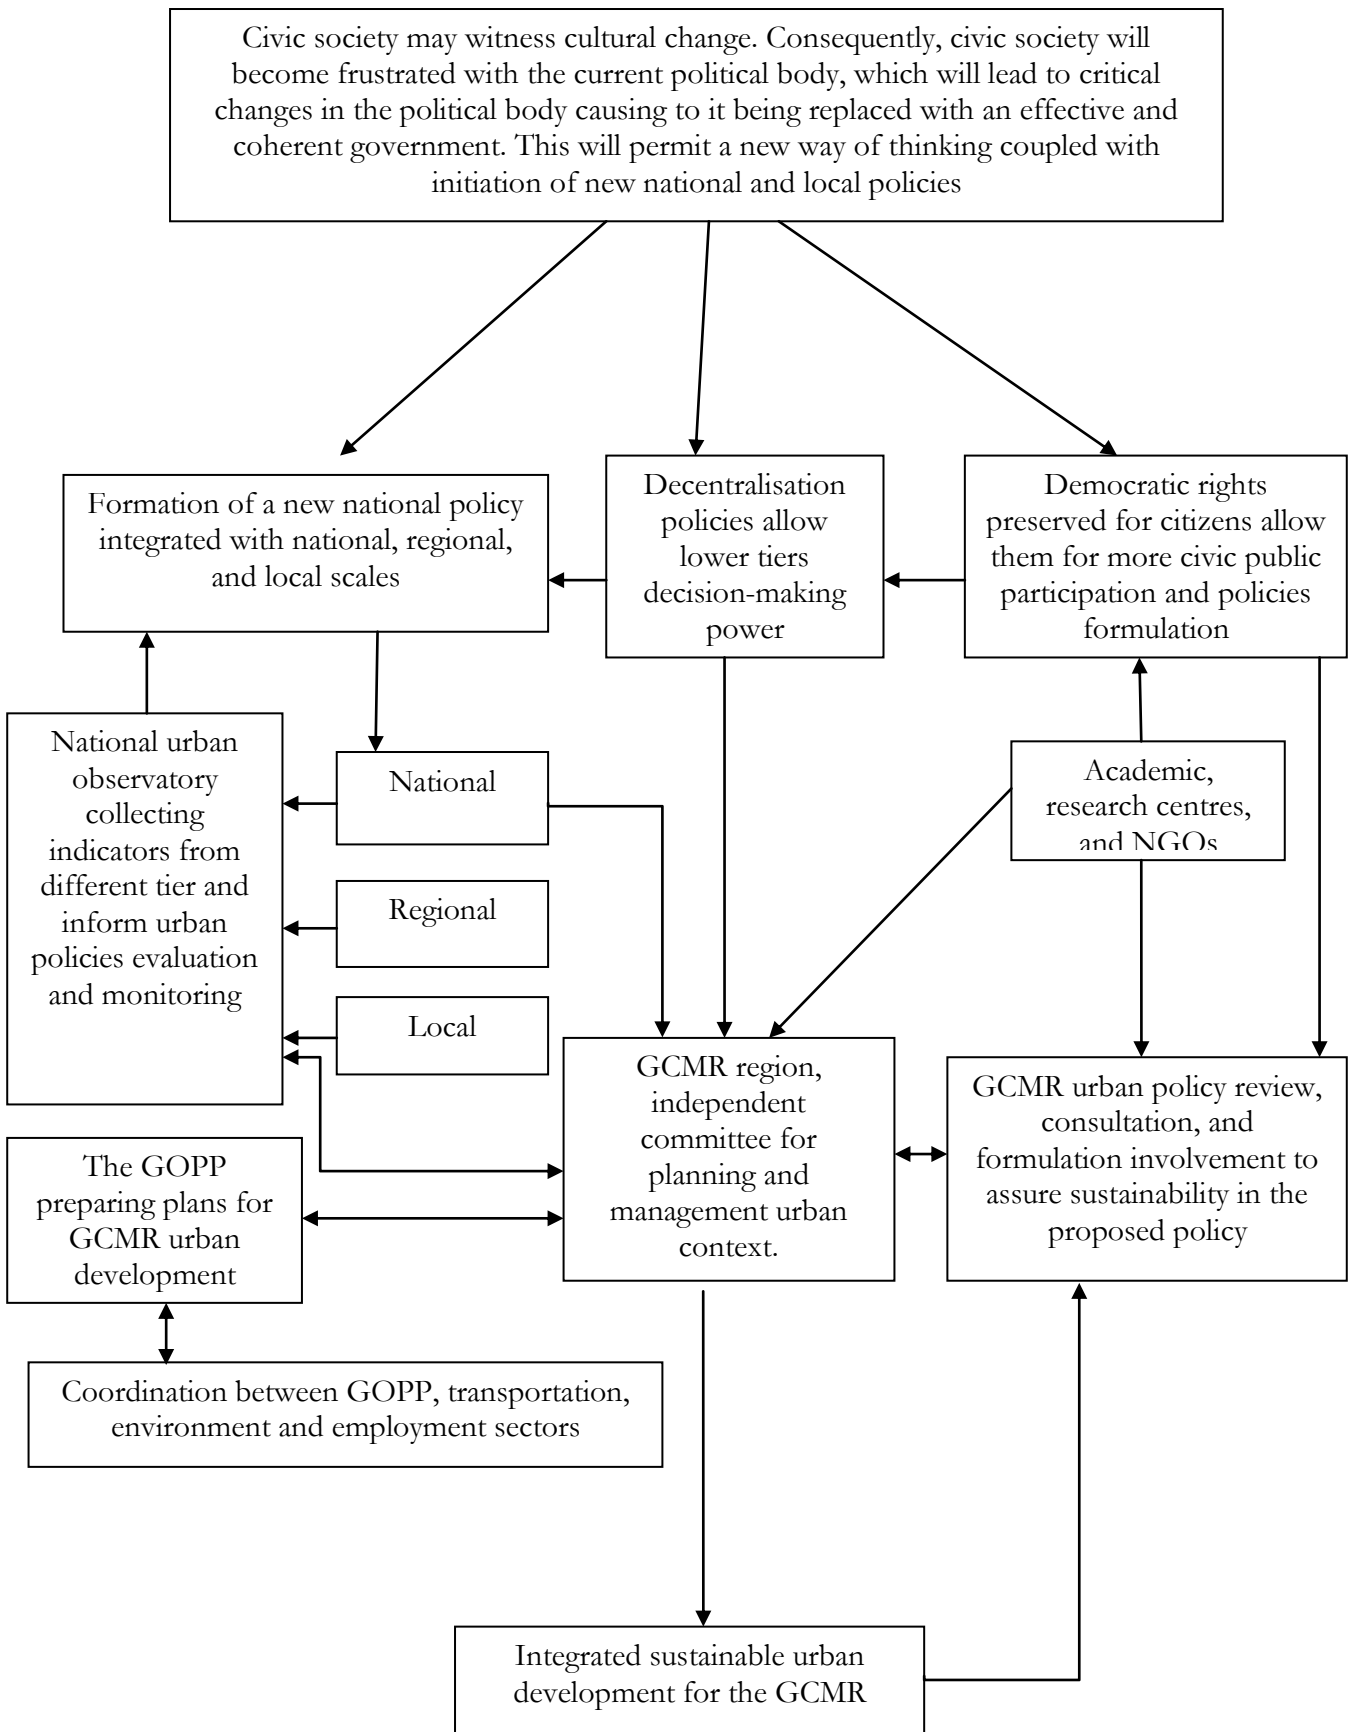 Civic society may witness cultural change. Consequently, civic society will
become frustrated with the current political body, which will lead to critical
changes in the political body causing to it being replaced with an effective and
coherent government. This will permit a new way of thinking coupled with
initiation of new national and local policies
Formation of a new national policy
integrated with national, regional,
and local scales
Decentralisation
policies allow
lower tiers
decision-making
power
Democratic rights
preserved for citizens allow
them for more civic public
participation and policies
formulation
National urban
observatory
collecting
indicators from
different tier and
inform urban
policies evaluation
and monitoring
National
Regional
Local
Academic,
research centres,
and NGOs
GCMR region,
independent
committee for
planning and
management urban
context.
GCMR urban policy review,
consultation, and
formulation involvement to
assure sustainability in the
proposed policy
The GOPP
preparing plans for
GCMR urban
development
Coordination between GOPP, transportation,
environment and employment sectors
Integrated sustainable urban
development for the GCMR